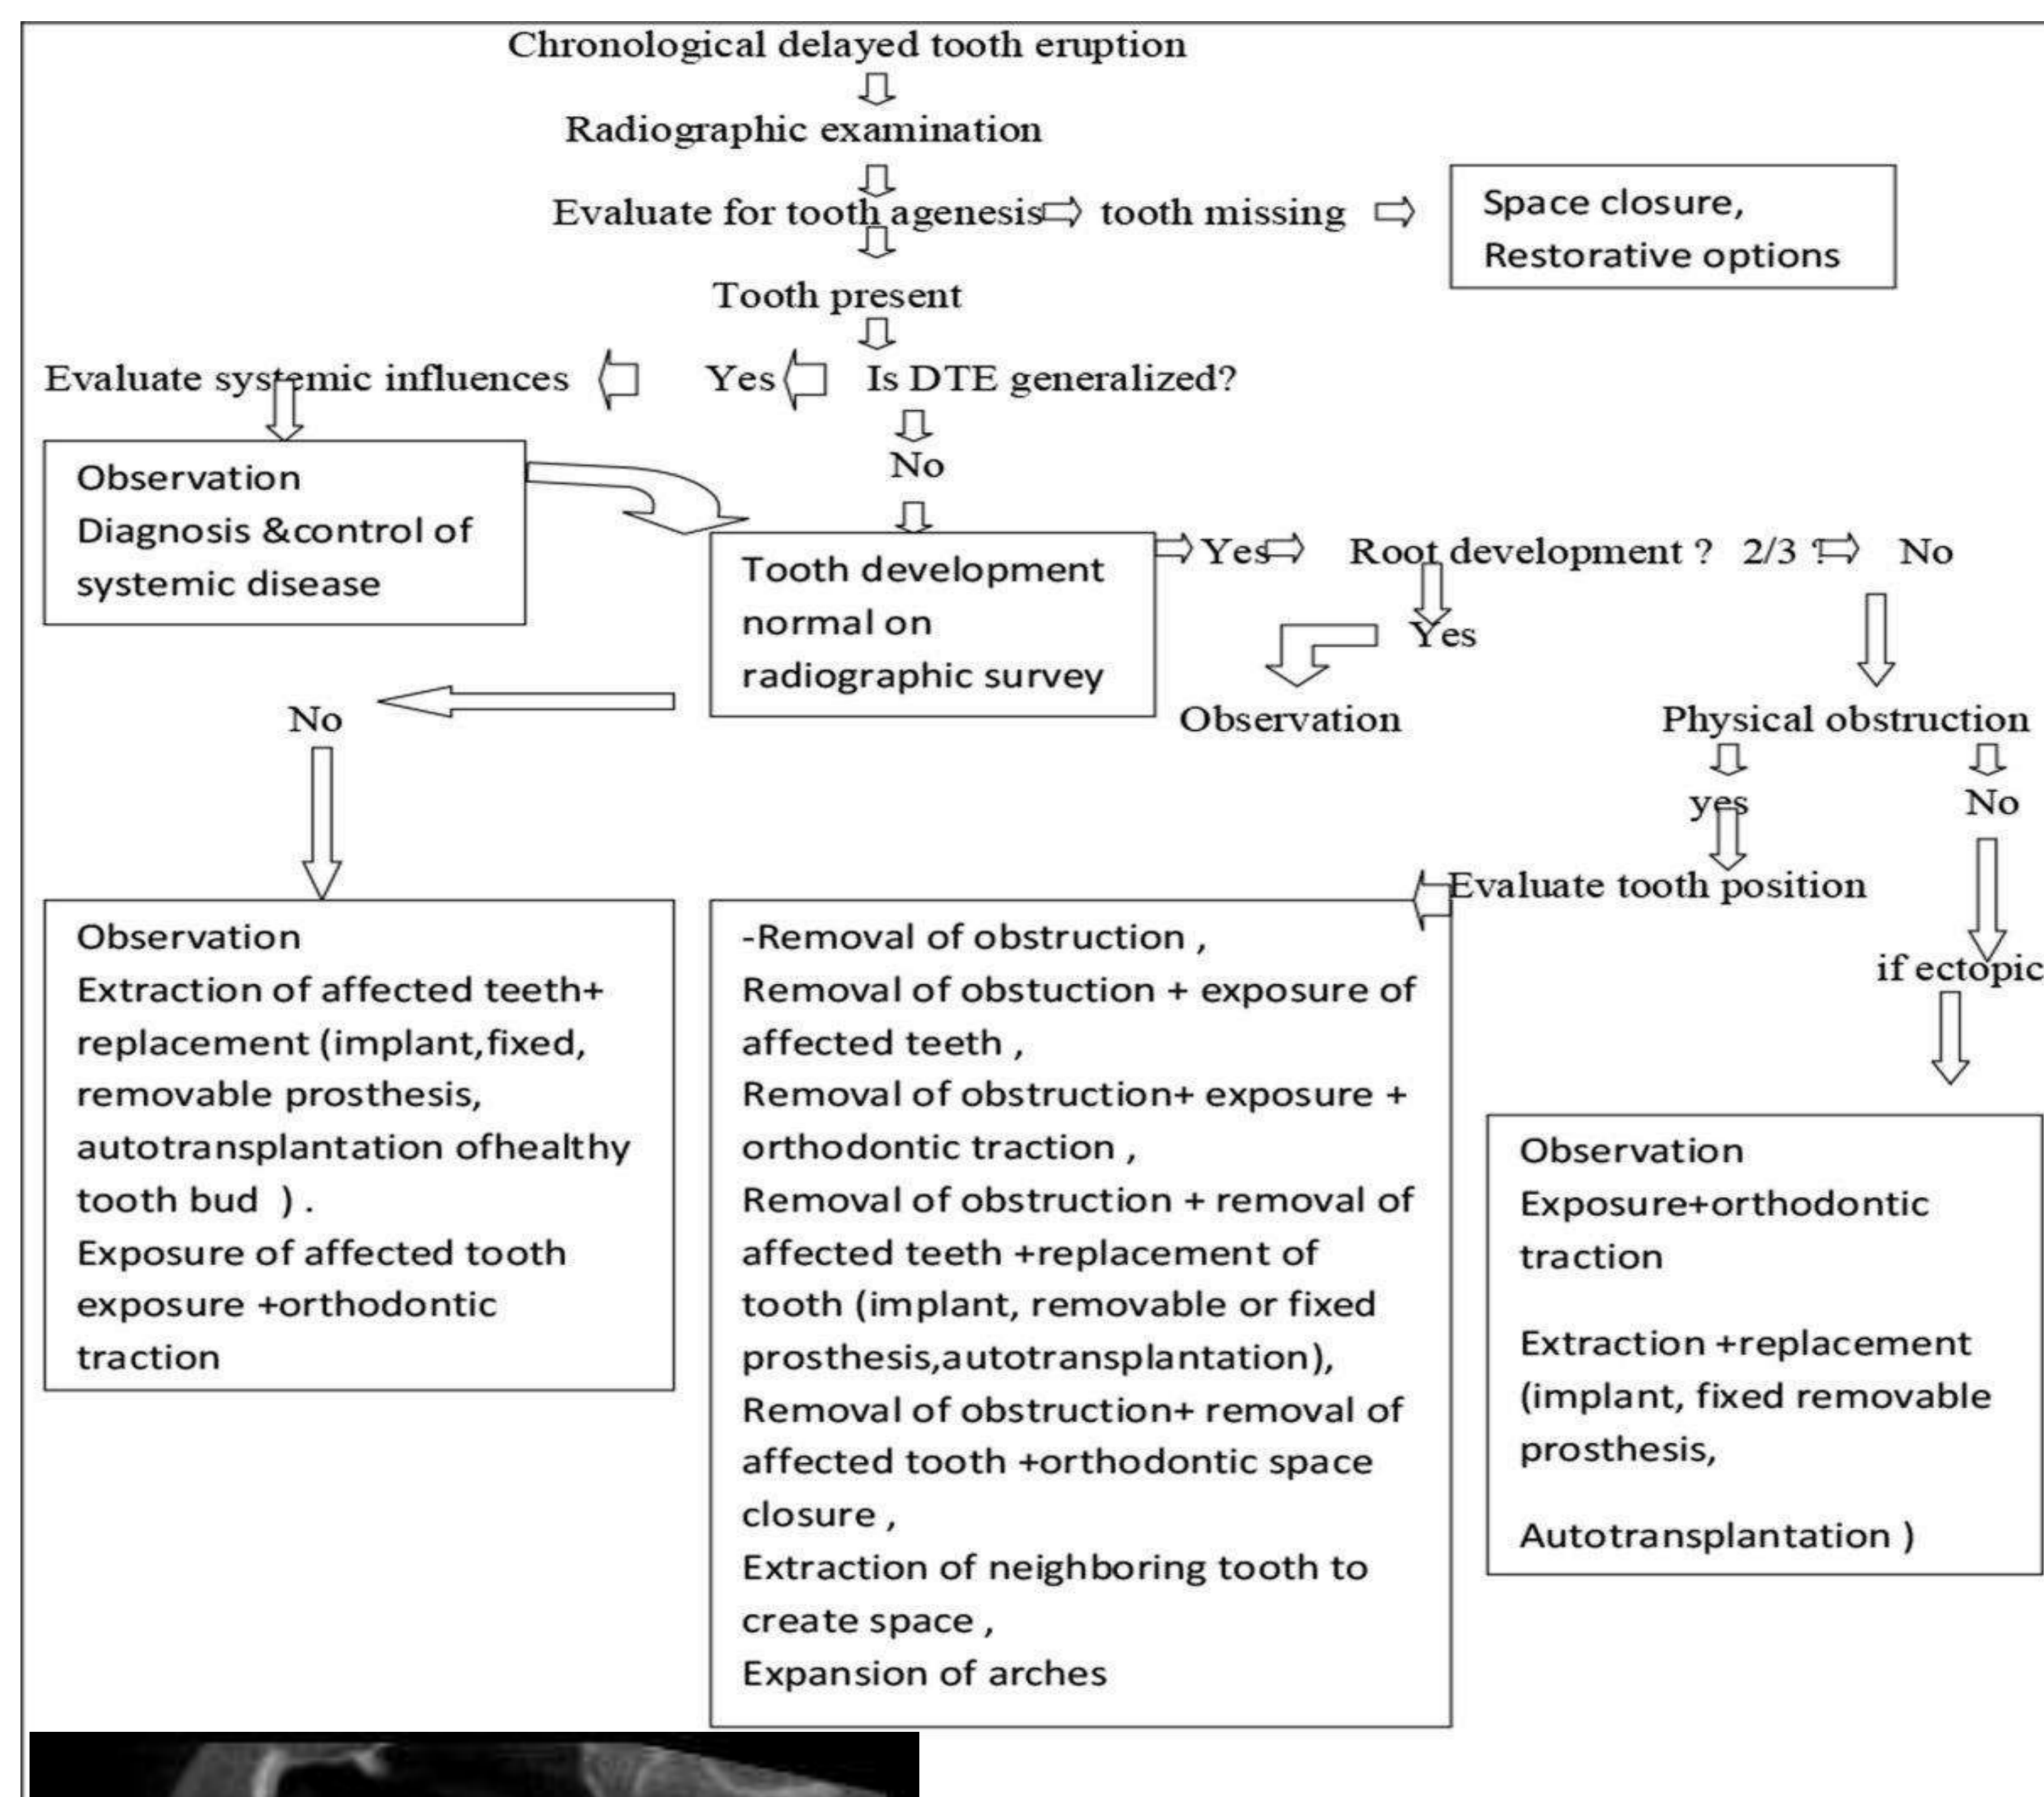 Chronological delayed tooth eruption
Radiographic examination
Evaluate for tooth agenesis tooth missing
Space closure,
Restorative options
Tooth present
Evaluate systemic influences Yes Is DTE generalized?
No
Observation
Diagnosis &control of
systemic disease
Tooth development
normal on
radiographic survey
Yes Root development ? 2/3 ? No
Yes
Observation
No
Physical obstruction
yes No
Evaluate tooth position
if ectopic
Observation
Extraction of affected teeth+
replacement (implant,fixed,
removable prosthesis,
autotransplantation ofhealthy
tooth bud ) .
Exposure of affected tooth
exposure +orthodontic
traction
-Removal of obstruction ,
Removal of obstuction + exposure of
affected teeth ,
Removal of obstruction+ exposure +
orthodontic traction ,
Removal of obstruction + removal of
affected teeth +replacement of
tooth (implant, removable or fixed
prosthesis,autotransplantation),
Removal of obstruction+ removal of
affected tooth +orthodontic space
closure ,
Extraction of neighboring tooth to
create space ,
Expansion of arches
Observation
Exposure+orthodontic
traction
Extraction +replacement
(implant, fixed removable
prosthesis,
Autotransplantation )